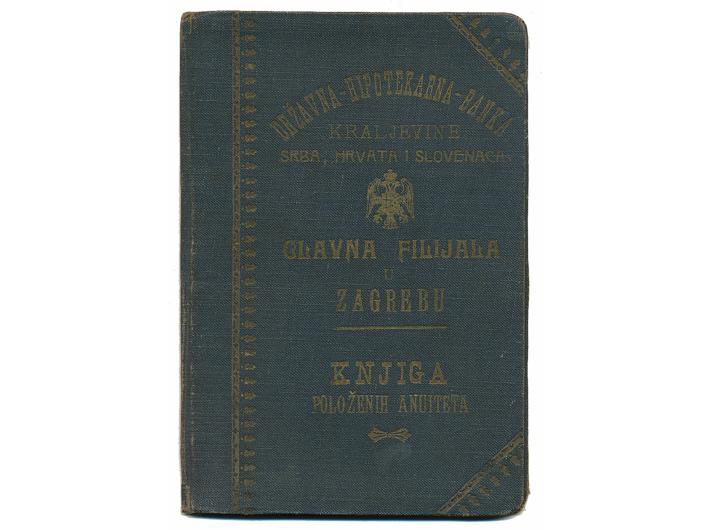 DRŽAVNA-HIPOTEKARNA-BANKA
KRALJEVINE
SRBA, HRVATA I SLOVENACA
GLAVNA FILIJALA
U
ZAGREBU
KNJIGA
POLOŽENIH ANUITETA